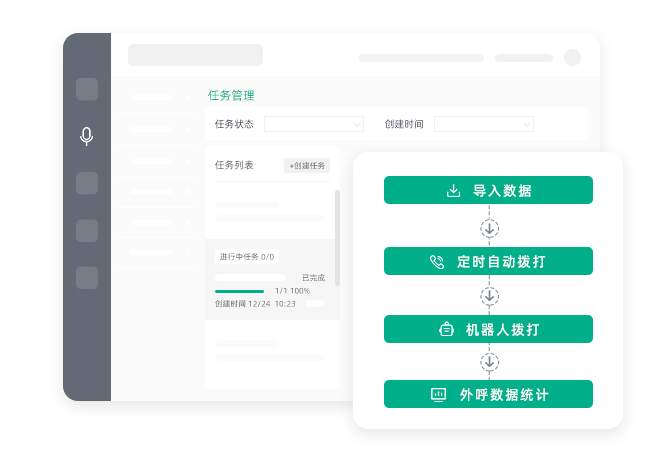 任务管理
任务状态
创建时间
任务列表
+创建任务
进行中任务 0/0
已完成
1/1 100%
创建时间 12/24 10:23
导入数据
定时自动拨打
机器人拨打
外呼数据统计